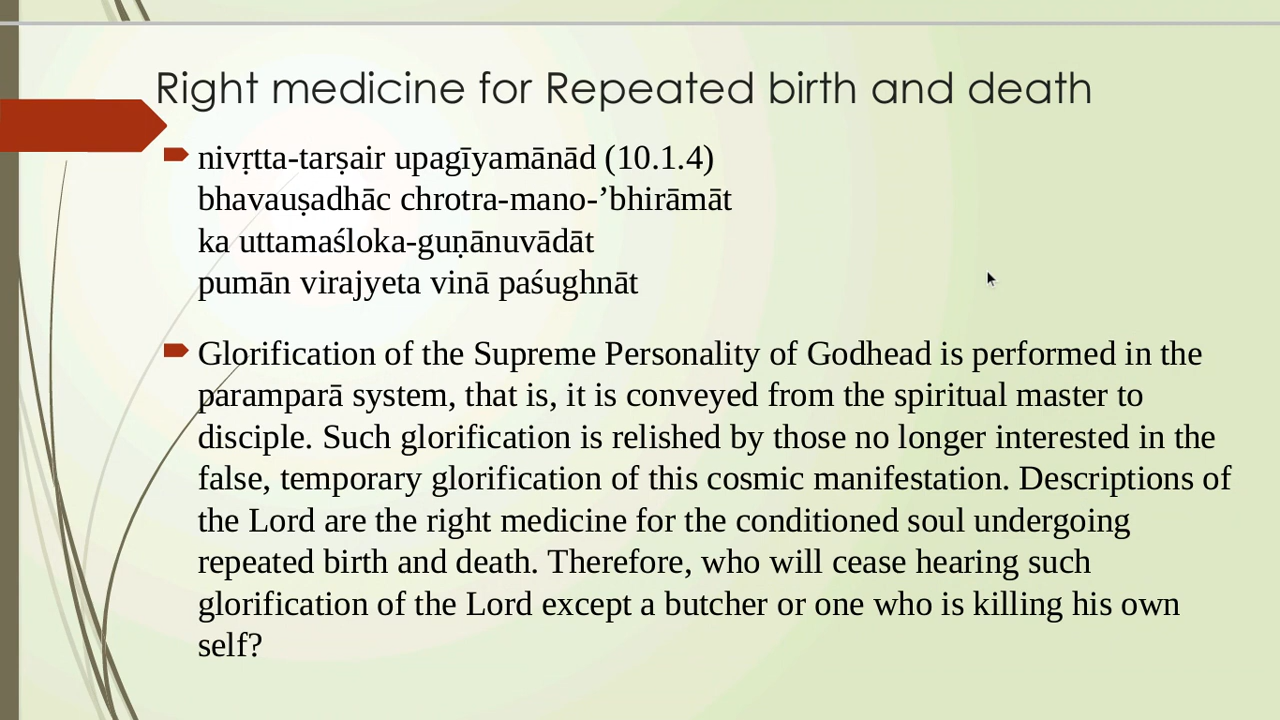 Right medicine for Repeated birth and death
nivṛtta-tarṣair upagīyamānād (10.1.4)
bhavauṣadhāc chrotra-mano-’bhirāmāt
ka uttamaśloka-guṇānuvādāt
pumān virajyeta vinā paśughnāt
Glorification of the Supreme Personality of Godhead is performed in the
paramparā system, that is, it is conveyed from the spiritual master to
disciple. Such glorification is relished by those no longer interested in the
false, temporary glorification of this cosmic manifestation. Descriptions of
the Lord are the right medicine for the conditioned soul undergoing
repeated birth and death. Therefore, who will cease hearing such
glorification of the Lord except a butcher or one who is killing his own
self?